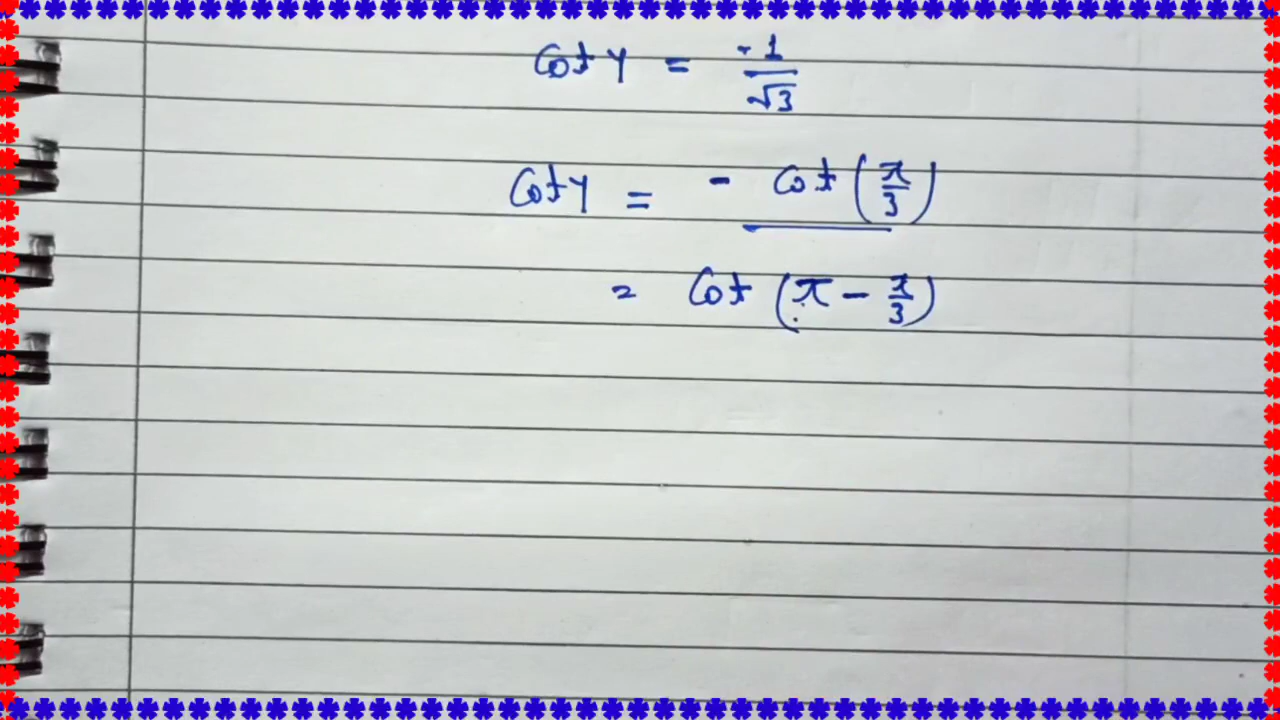 Cot y = -1/√3
Cot y = - Cot (π/3)
= Cot (π - π/3)